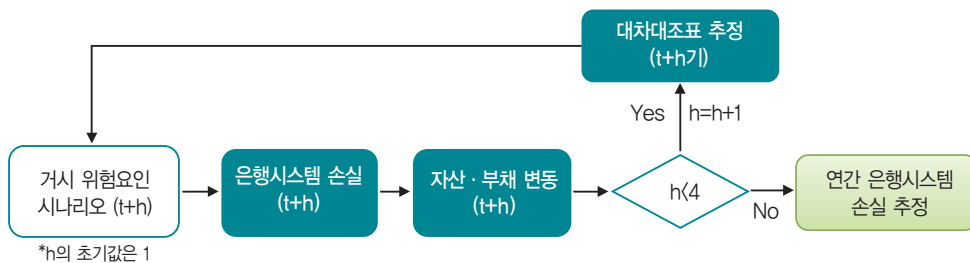 대차대조표 추정
(t+h기)
Yes
h=h+1
거시 위험요인
시나리오 (t+h)
은행시스템 손실
(t+h)
자산 · 부채 변동
(t+h)
h<4
No
연간 은행시스템
손실 추정
*h의 초기값은 1